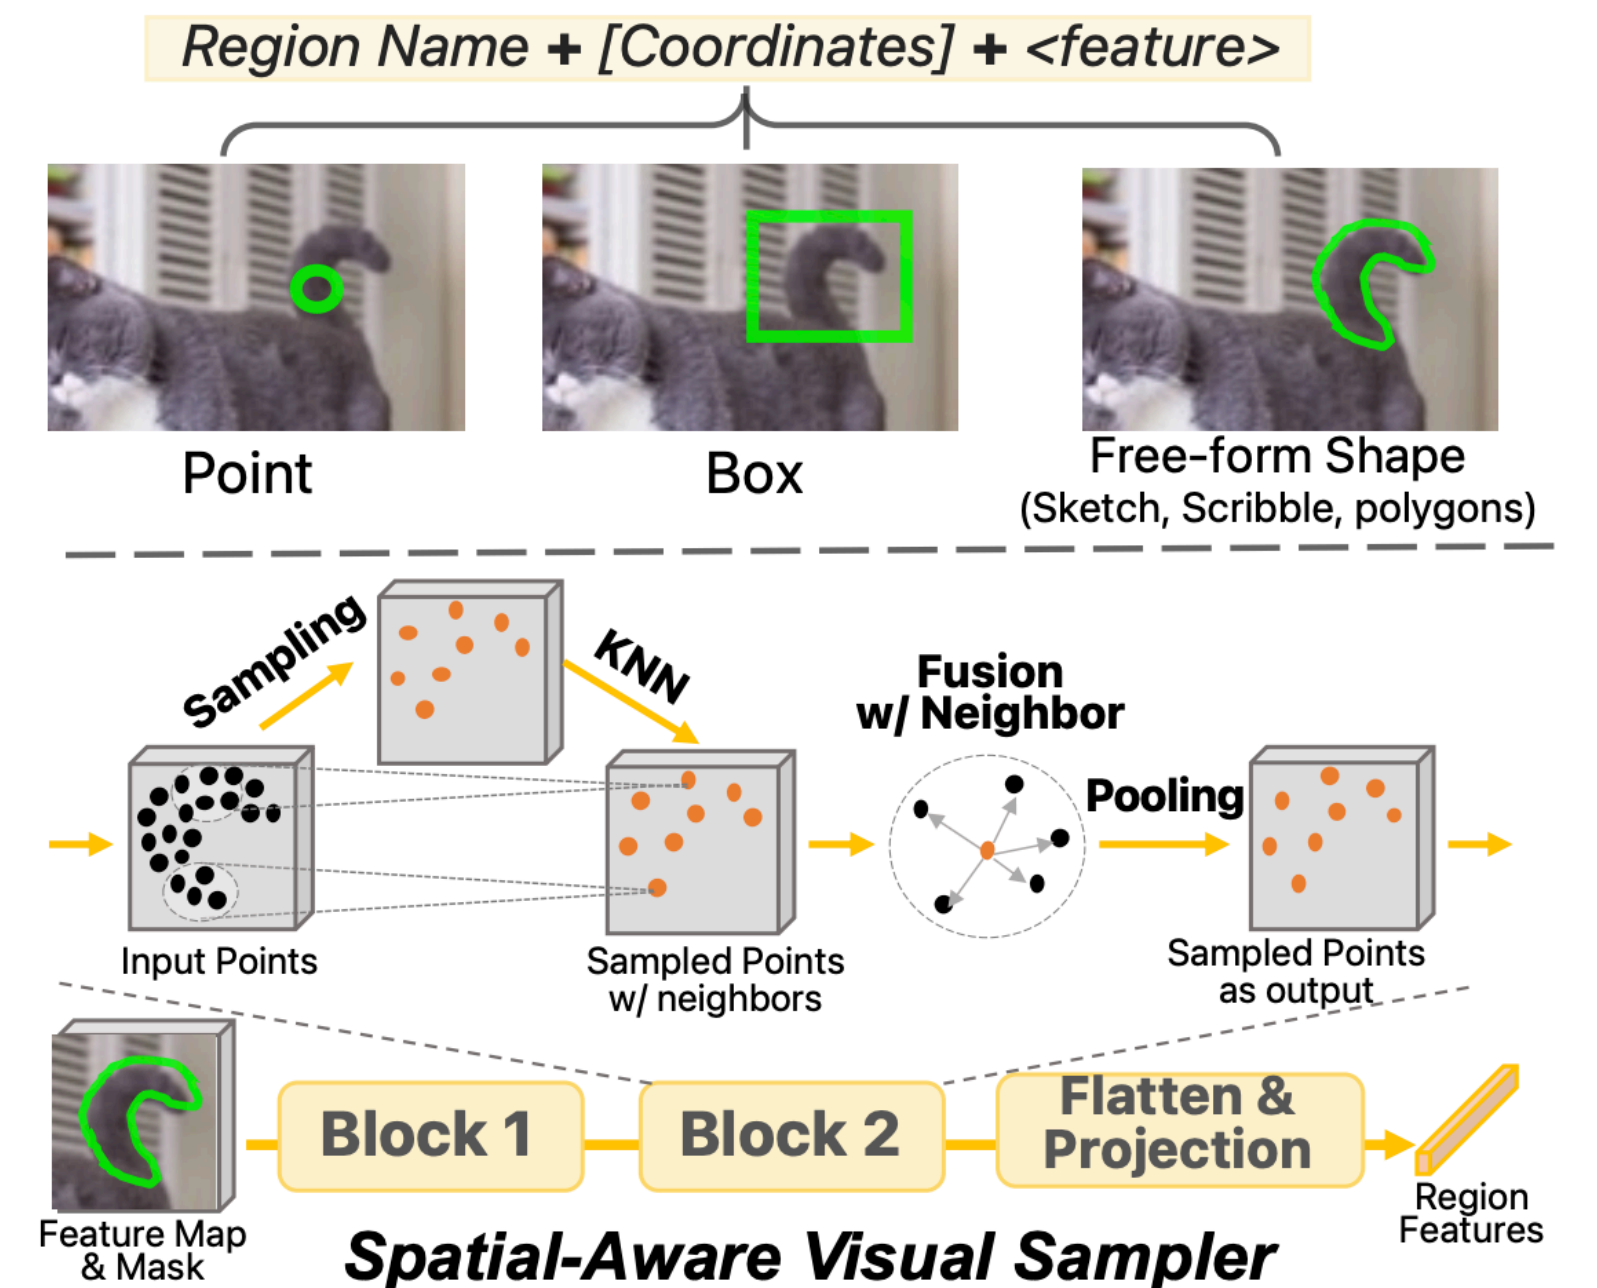 Region Name + [Coordinates] + <feature>
Point
Box
Free-form Shape
(Sketch, Scribble, polygons)
Sampling
KNN
Fusion
w/ Neighbor
Pooling
Input Points
Sampled Points
w/ neighbors
Sampled Points
as output
Block 1
Block 2
Flatten &
Projection
Feature Map
& Mask
Region
Features
Spatial-Aware Visual Sampler